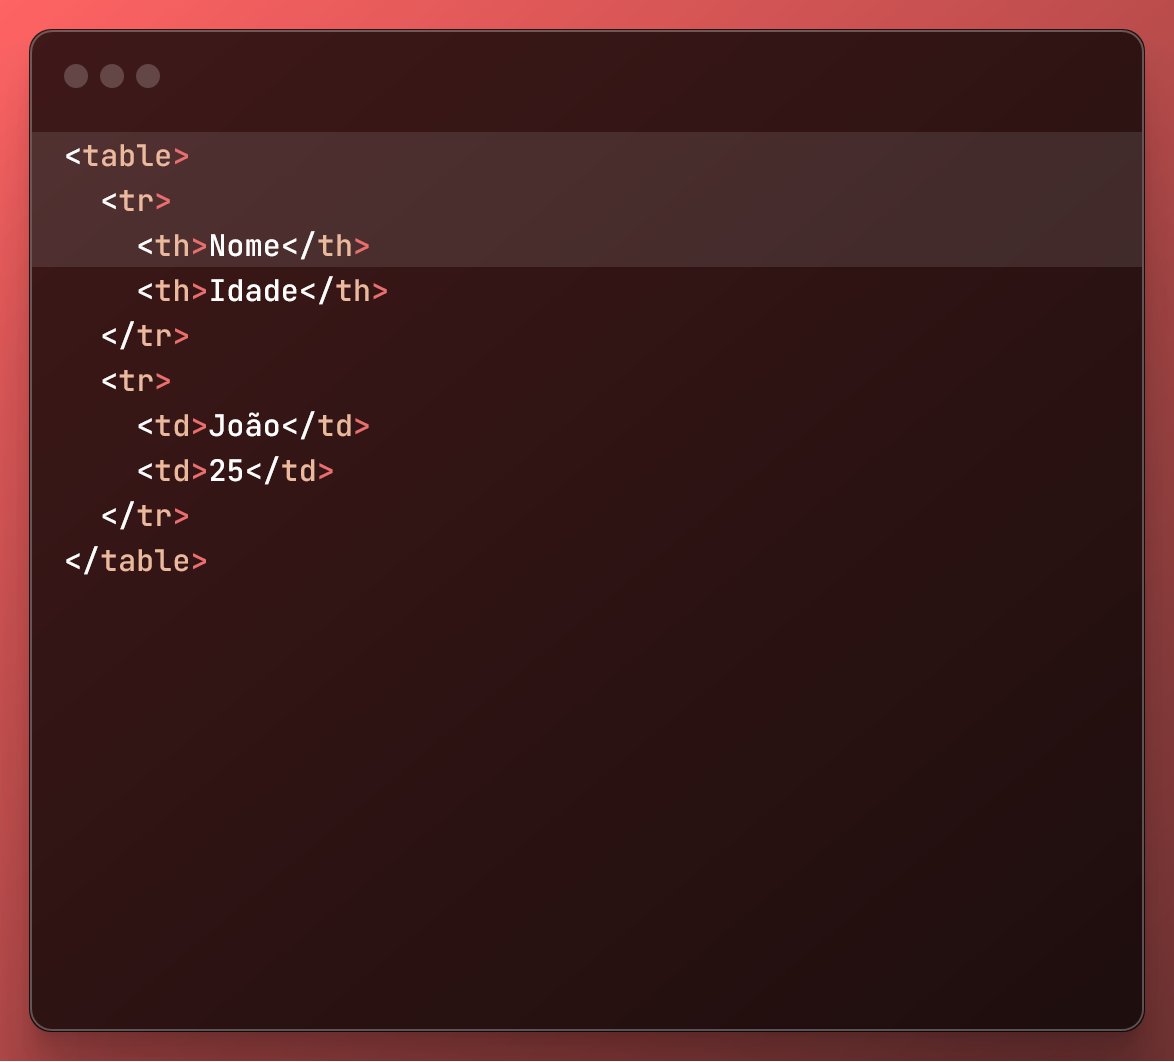 <table>
  <tr>
    <th>Nome</th>
    <th>Idade</th>
  </tr>
  <tr>
    <td>João</td>
    <td>25</td>
  </tr>
</table>